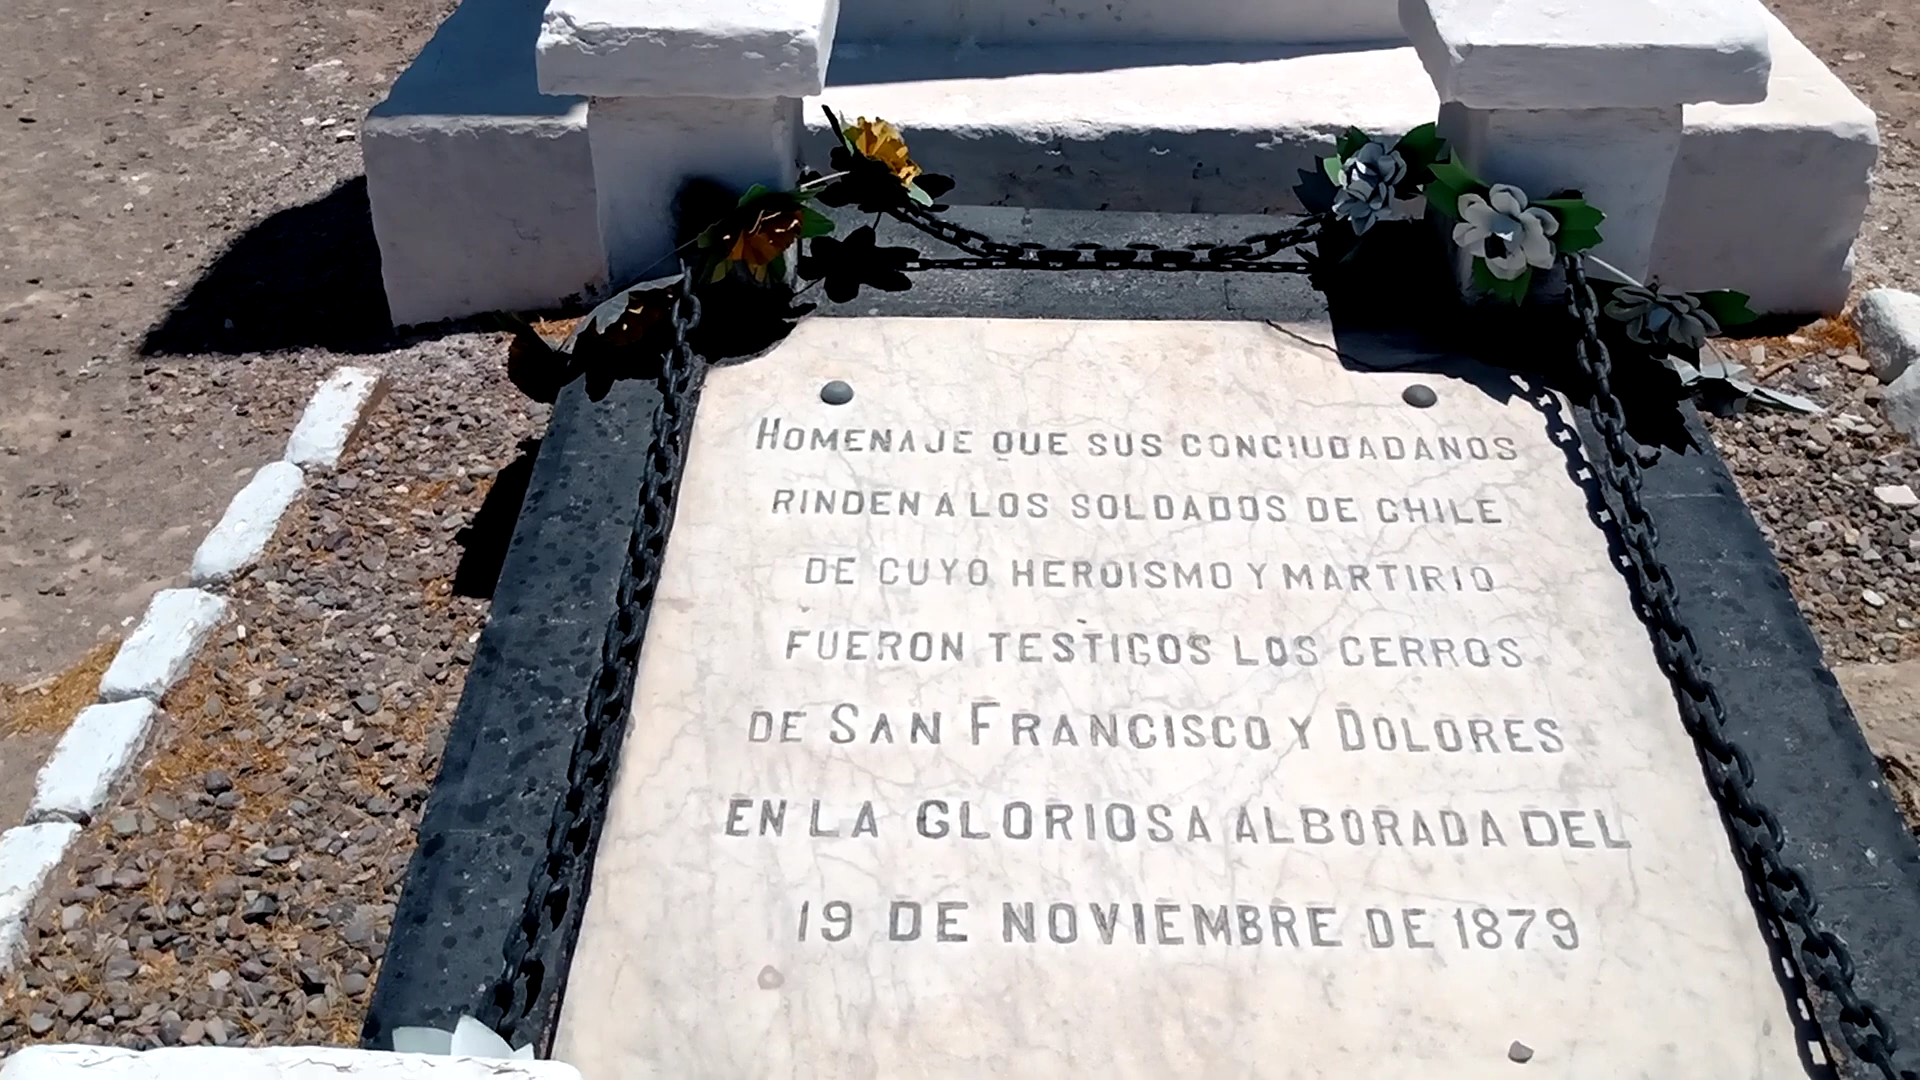 HOMENAJE QUE SUS CONCIUDADANOS
RINDEN A LOS SOLDADOS DE CHILE
DE CUYO HEROISMO Y MARTIRIO
FUERON TESTIGOS LOS CERROS
DE SAN FRANCISCO Y DOLORES
EN LA GLORIOSA ALBORADA DEL
19 DE NOVIEMBRE DE 1879